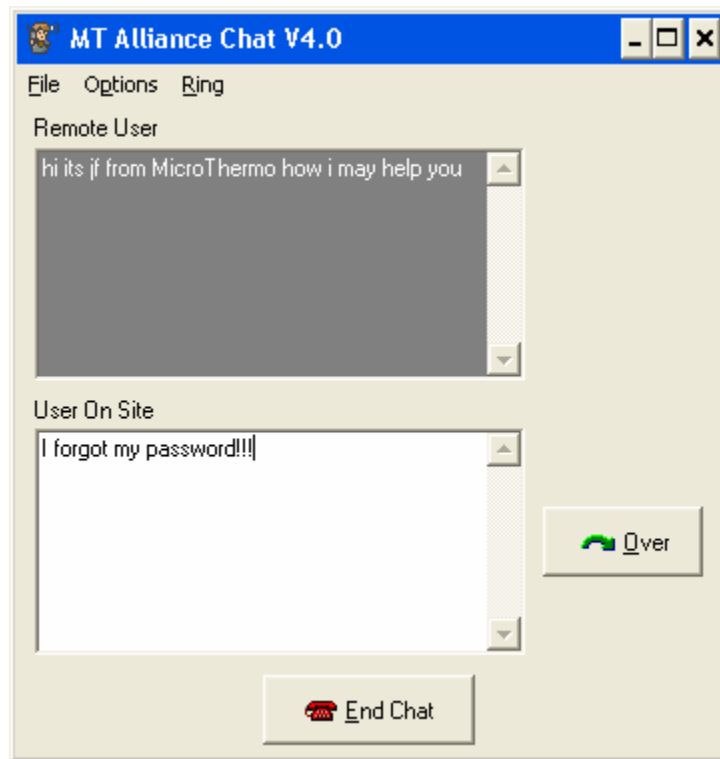 MT Alliance Chat V4.0
File Options Ring
Remote User
hi its jf from MicroThermo how i may help you
User On Site
I forgot my password!!!
Over
End Chat